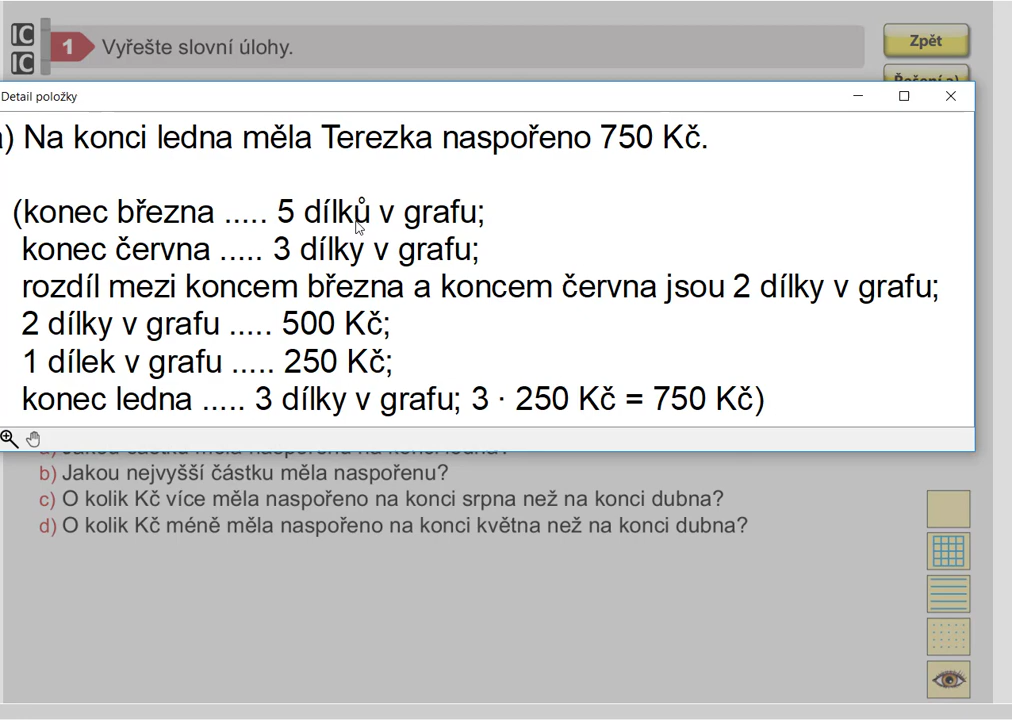 1 Vyřešte slovní úlohy.
Zpět
Řešení a)
Detail položky
a) Na konci ledna měla Terezka naspořeno 750 Kč.
(konec března ..... 5 dílků v grafu;
konec června ..... 3 dílky v grafu;
rozdíl mezi koncem března a koncem června jsou 2 dílky v grafu;
2 dílky v grafu ..... 500 Kč;
1 dílek v grafu ..... 250 Kč;
konec ledna ..... 3 dílky v grafu; 3 · 250 Kč = 750 Kč)
b) Jakou nejvyšší částku měla naspořenu?
c) O kolik Kč více měla naspořeno na konci srpna než na konci dubna?
d) O kolik Kč méně měla naspořeno na konci května než na konci dubna?